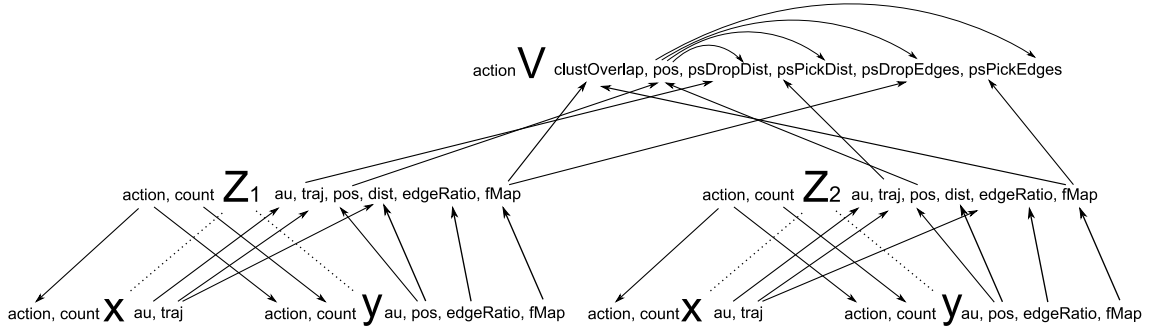 action V clustOverlap, pos, psDropDist, psPickDist, psDropEdges, psPickEdges
action, count Z1 au, traj, pos, dist, edgeRatio, fMap action, count Z2 au, traj, pos, dist, edgeRatio, fMap
action, count x au, traj action, count y au, pos, edgeRatio, fMap action, count x au, traj action, count y au, pos, edgeRatio, fMap